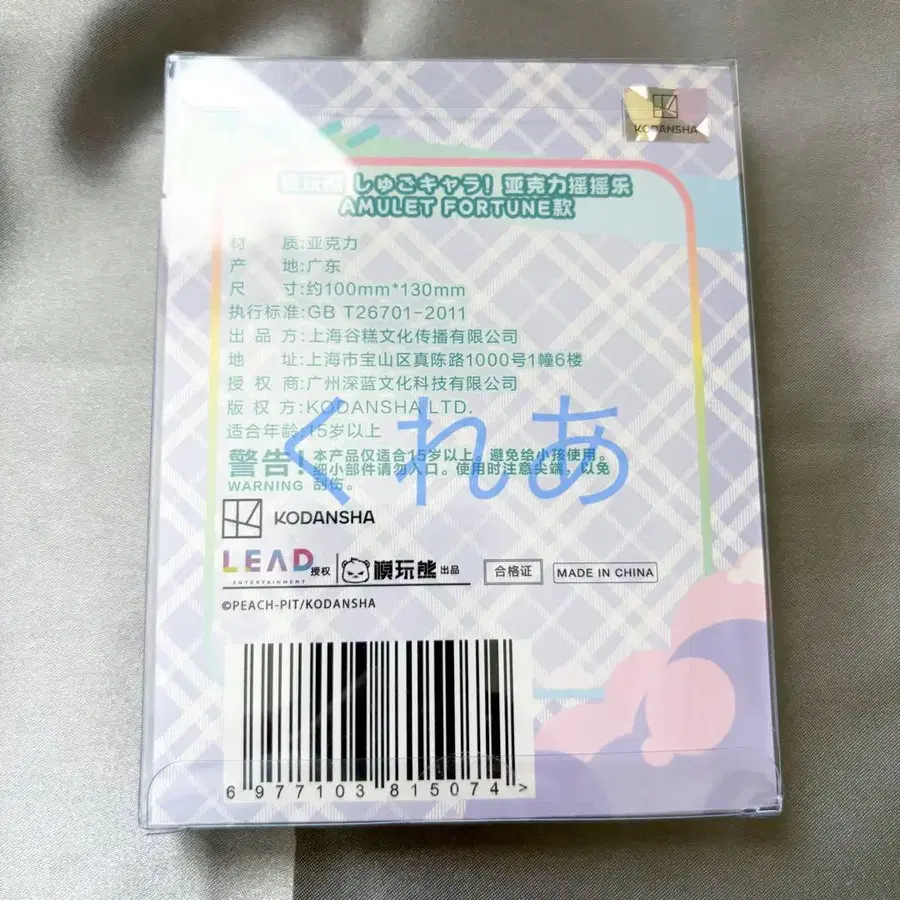 KODANSHA
模玩熊 しゅごキャラ! 亚克力摇摇乐
AMULET FORTUNE款
材 质:亚克力
产 地:广东
尺 寸:约100mm*130mm
执行标准:GB T26701-2011
出 品 方:上海谷糕文化传播有限公司
地 址:上海市宝山区真陈路1000号1幢6楼
授 权 商:广州深蓝文化科技有限公司
版 权 方:KODANSHA LTD.
适合年龄:15岁以上
くれあ
警告! 本产品仅适合15岁以上。避免给小孩使用。
细小部件请勿入口。使用时注意尖端,以免
WARNING 刮伤。
KODANSHA
LEAD 授权 模玩熊 出品 合格证 MADE IN CHINA
ENTERTAINMENT
©PEACH-PIT/KODANSHA
6 977103 815074 >